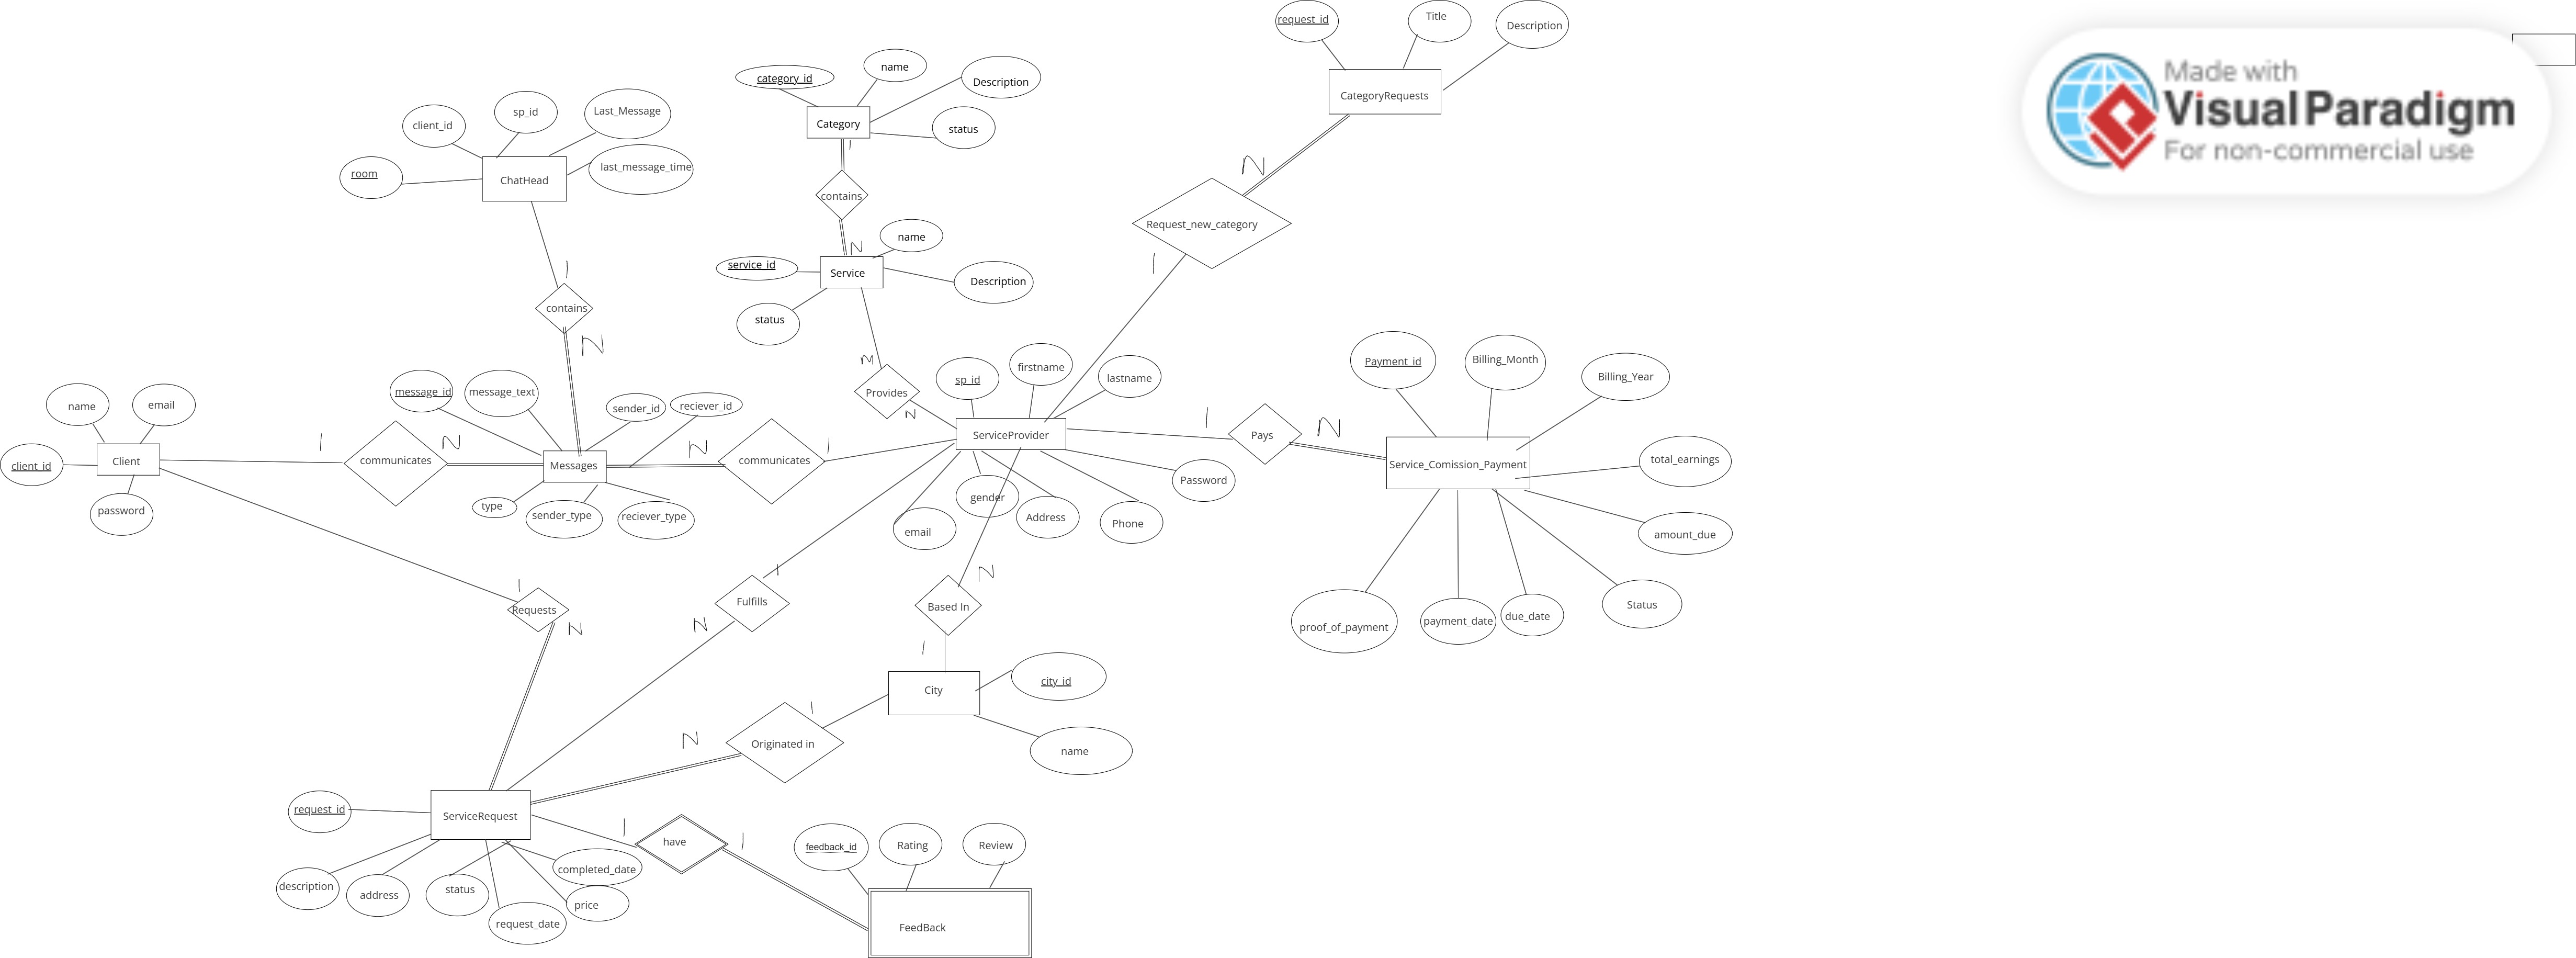 request_id
Title
Description
CategoryRequests
Made with
Visual Paradigm
For non-commercial use
category_id
name
Description
status
Category
1
contains
N
client_id
sp_id
Last_Message
last_message_time
room
ChatHead
1
contains
N
service_id
name
Description
status
Service
M
Provides
N
N
Request_new_category
1
name
email
client_id
Client
password
1
communicates
N
message_id
message_text
sender_id
reciever_id
Messages
type
sender_type
reciever_type
N
communicates
1
sp_id
firstname
lastname
ServiceProvider
Password
gender
email
Address
Phone
1
Pays
N
Payment_id
Billing_Month
Billing_Year
Service_Comission_Payment
total_earnings
amount_due
Status
due_date
payment_date
proof_of_payment
1
Requests
N
1
Fulfills
N
N
Based In
1
City
city_id
name
1
Originated in
N
request_id
ServiceRequest
description
address
status
request_date
completed_date
price
1
have
1
feedback_id
Rating
Review
FeedBack